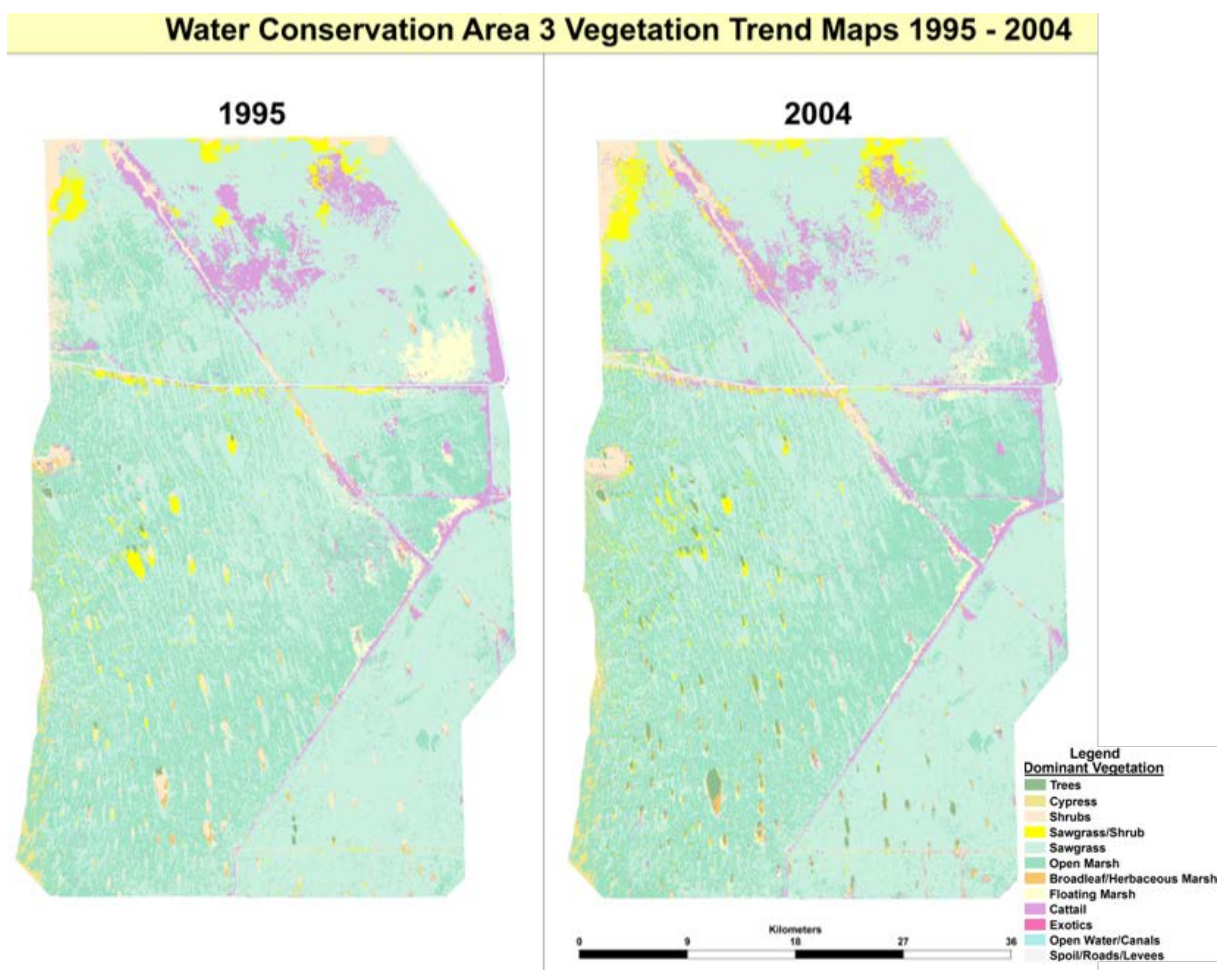 Water Conservation Area 3 Vegetation Trend Maps 1995 - 2004
1995
2004
Legend
Dominant Vegetation
Trees
Cypress
Shrubs
Sawgrass/Shrub
Sawgrass
Open Marsh
Broadleaf/Herbaceous Marsh
Floating Marsh
Cattail
Exotics
Open Water/Canals
Spoil/Roads/Levees
Kilometers
0 9 18 27 36